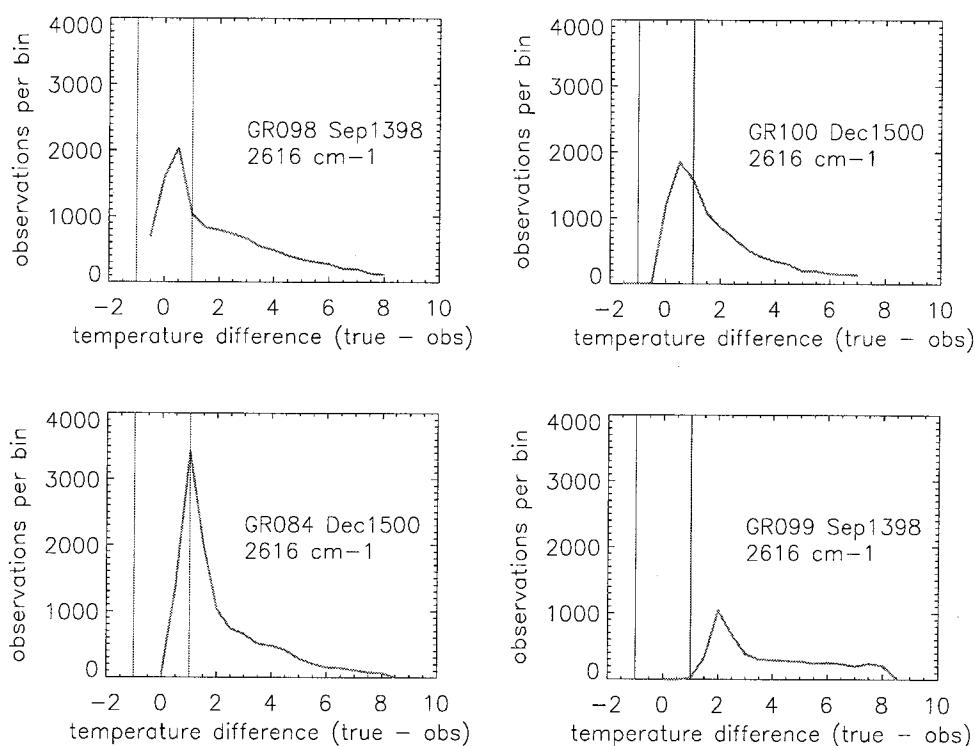 observations per bin
4000
3000
2000
1000
0
GR098 Sep1398
2616 cm-1
-2 0 2 4 6 8 10
temperature difference (true - obs)
observations per bin
4000
3000
2000
1000
0
GR100 Dec1500
2616 cm-1
-2 0 2 4 6 8 10
temperature difference (true - obs)
observations per bin
4000
3000
2000
1000
0
GR084 Dec1500
2616 cm-1
-2 0 2 4 6 8 10
temperature difference (true - obs)
observations per bin
4000
3000
2000
1000
0
GR099 Sep1398
2616 cm-1
-2 0 2 4 6 8 10
temperature difference (true - obs)